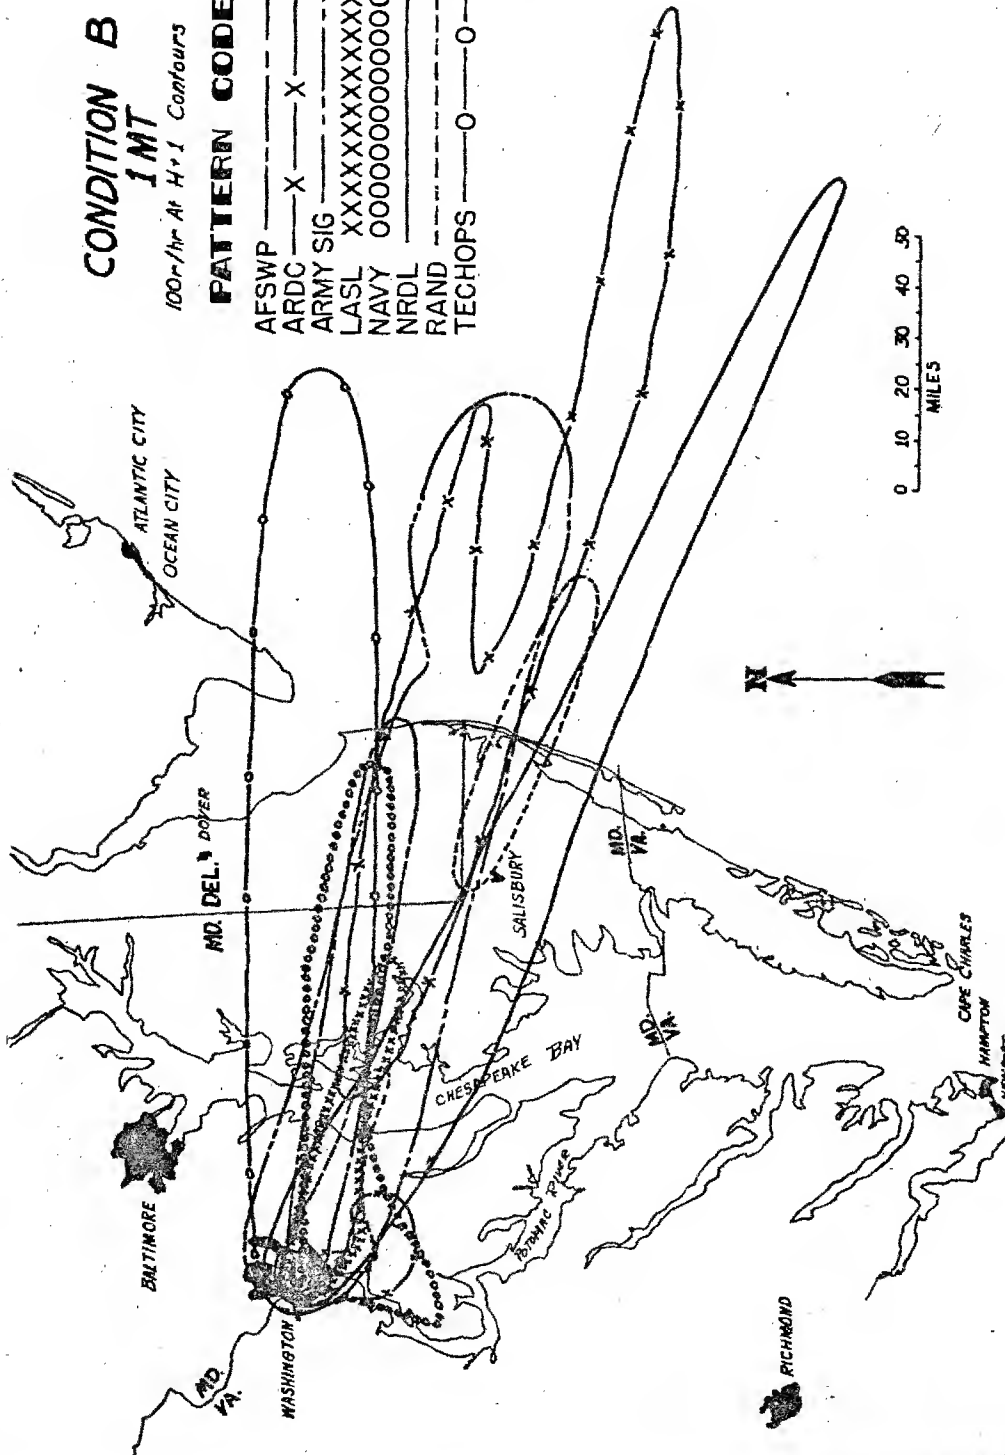 CONDITION B
1 MT
100r/hr At H+1 Contours
PATTERN CODE
AFSWP
ARDC —X—X
ARMY SIG
LASL XXXXXXXXXXXXXXX
NAVY OOOOOOOOOOOOOO
NRDL
RAND
TECHOPS —O—O
ATLANTIC CITY
OCEAN CITY
BALTIMORE
MD. DEL.
DOVER
MD.
VA.
WASHINGTON
CHESAPEAKE BAY
POTOMAC RIVER
SALISBURY
MD.
VA.
MD.
VA.
RICHMOND
CAPE CHARLES
HAMPTON
N
0 10 20 30 40 50
MILES